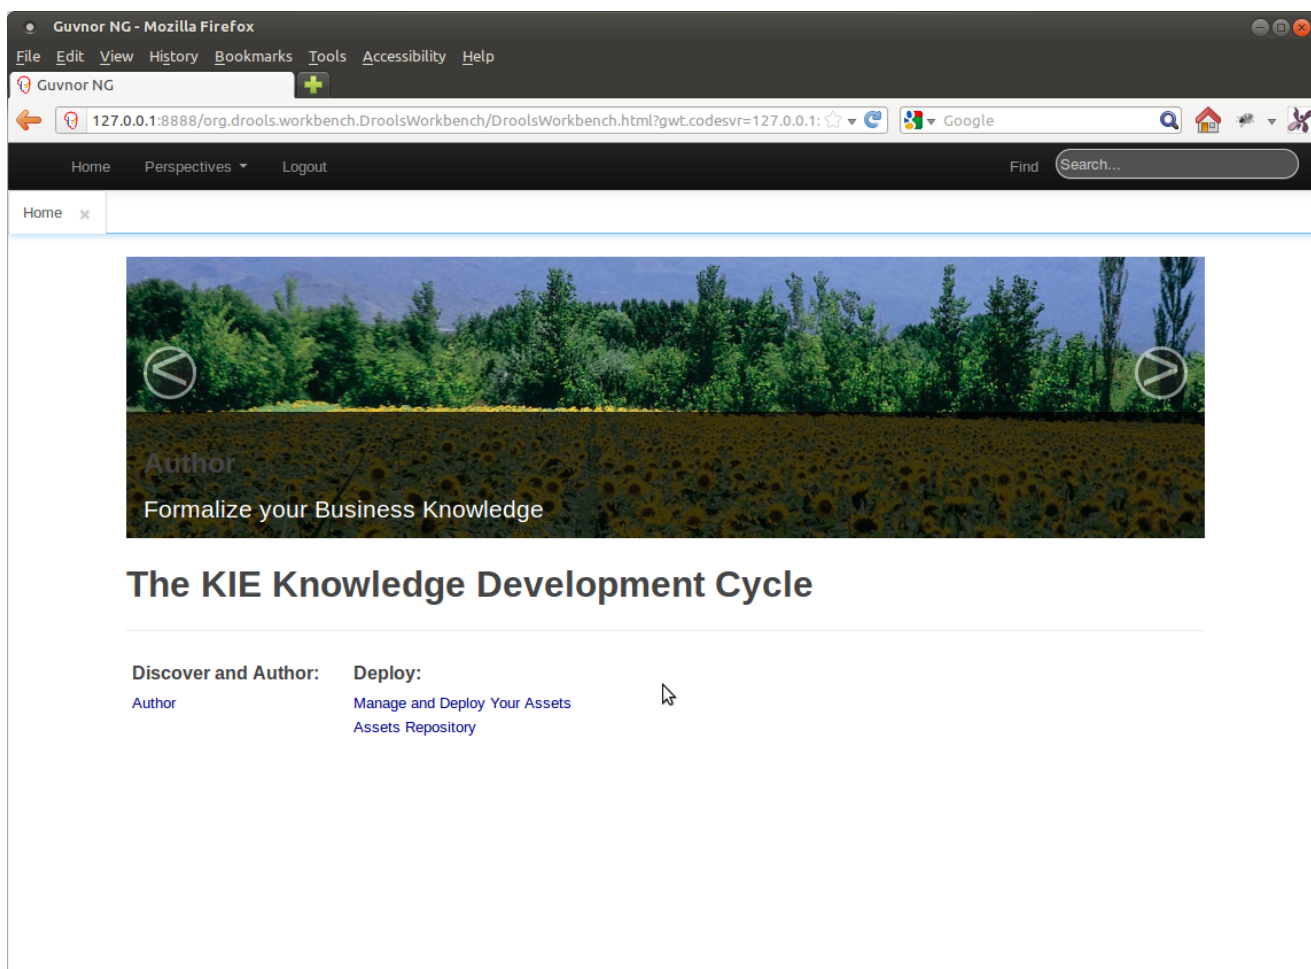 Guvnor NG - Mozilla Firefox
File Edit View History Bookmarks Tools Accessibility Help
Guvnor NG
127.0.0.1:8888/org.drools.workbench.DroolsWorkbench/DroolsWorkbench.html?gwt.codesvr=127.0.0.1: Google
Home Perspectives Logout Find Search...
Home
Author
Formalize your Business Knowledge
The KIE Knowledge Development Cycle
Discover and Author: Deploy:
Author Manage and Deploy Your Assets
Assets Repository